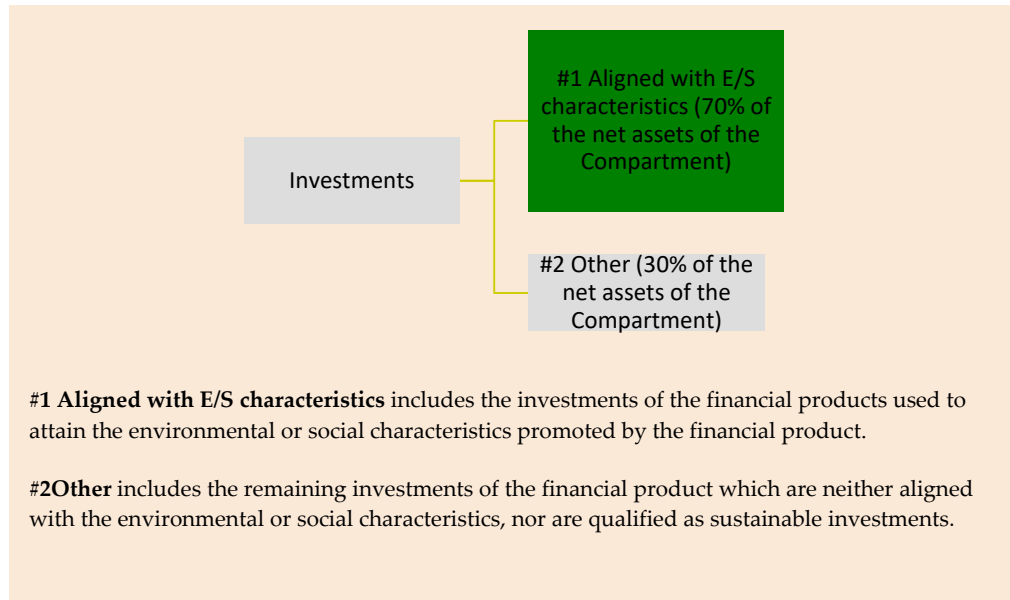 #1 Aligned with E/S
characteristics (70% of
the net assets of the
Compartment)
Investments
#2 Other (30% of the
net assets of the
Compartment)
#1 Aligned with E/S characteristics includes the investments of the financial products used to
attain the environmental or social characteristics promoted by the financial product.
#2Other includes the remaining investments of the financial product which are neither aligned
with the environmental or social characteristics, nor are qualified as sustainable investments.